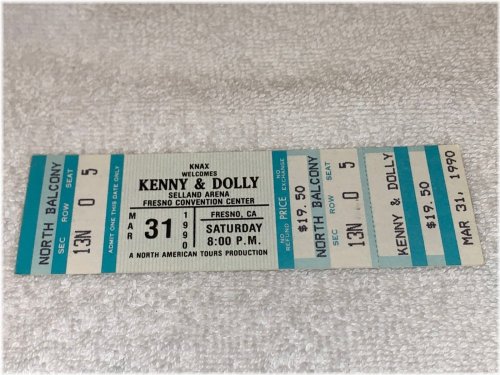 NORTH BALCONY
SEC ROW SEAT
13N O 5
ADMIT ONE THIS DATE ONLY
KNAX
WELCOMES
KENNY & DOLLY
SELLAND ARENA
FRESNO CONVENTION CENTER
MAR
31
1990
FRESNO, CA
SATURDAY
8:00 P.M.
A NORTH AMERICAN TOURS PRODUCTION
NO REFUND
NO EXCHANGE
PRICE
$19.50
NORTH BALCONY
SEC ROW SEAT
13N O 5
KENNY & DOLLY
$19.50
MAR 31, 1990